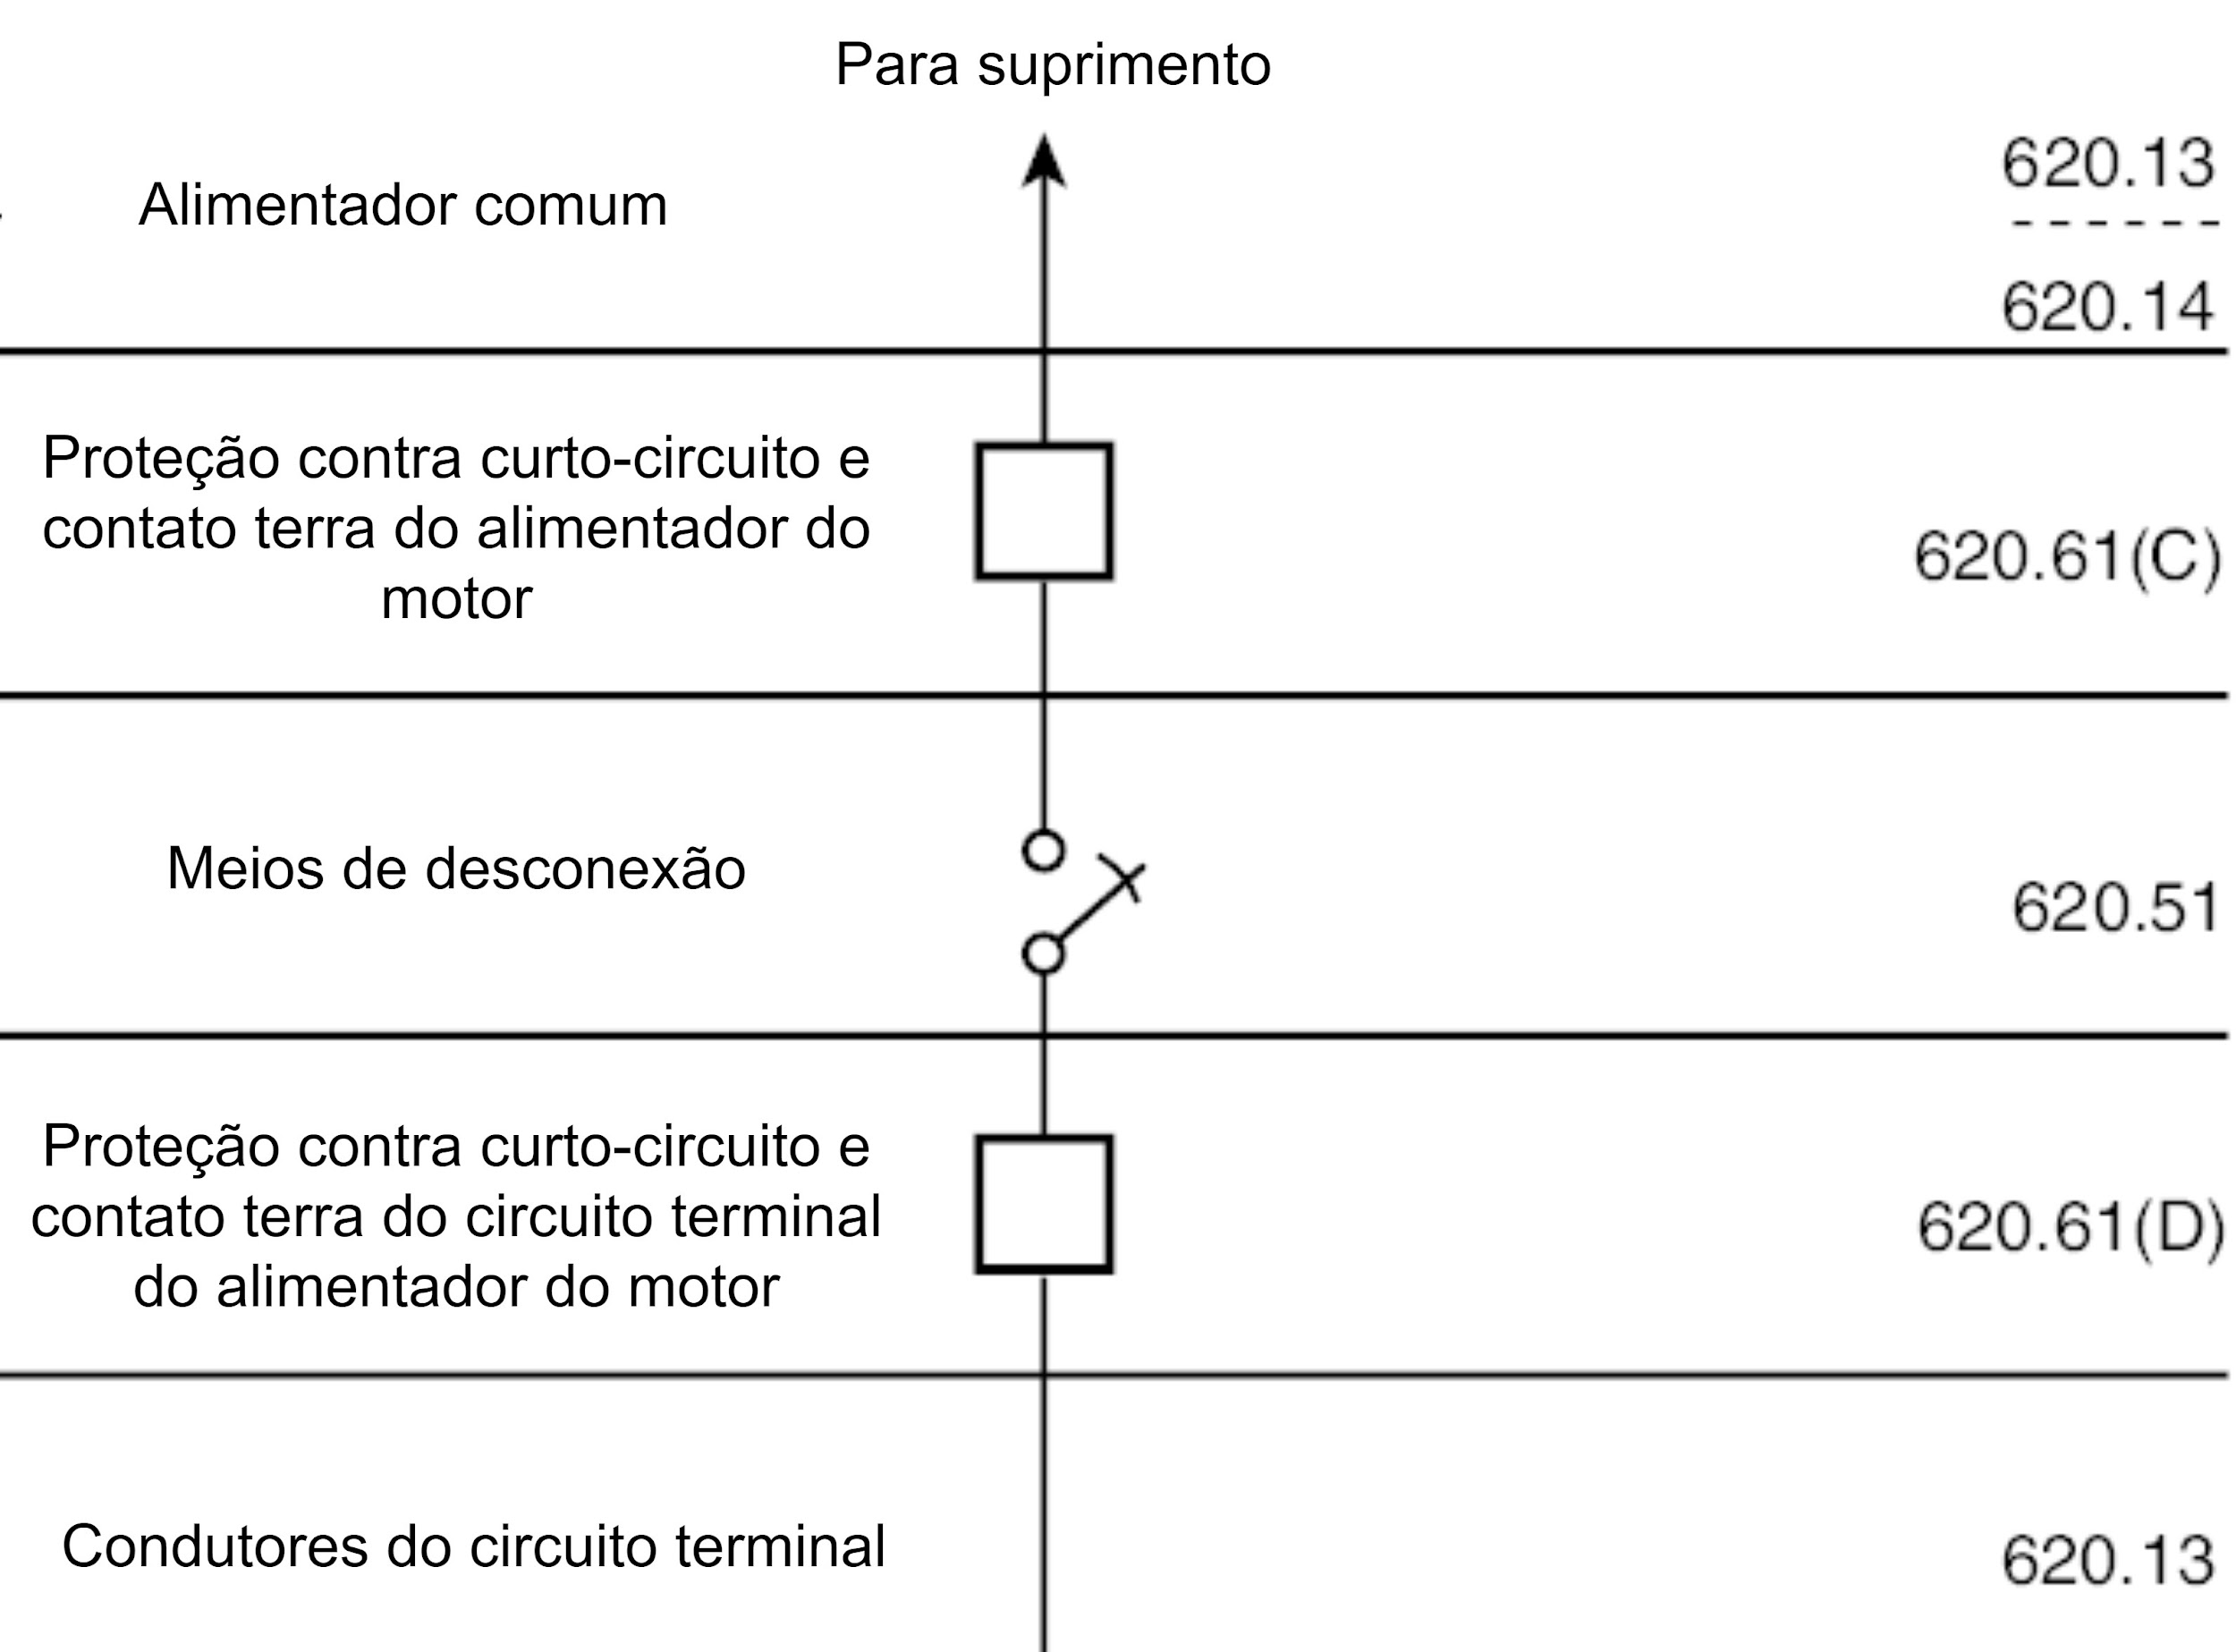 Para suprimento
Alimentador comum
620.13
620.14
Proteção contra curto-circuito e
contato terra do alimentador do
motor
620.61(C)
Meios de desconexão
620.51
Proteção contra curto-circuito e
contato terra do circuito terminal
do alimentador do motor
620.61(D)
Condutores do circuito terminal
620.13